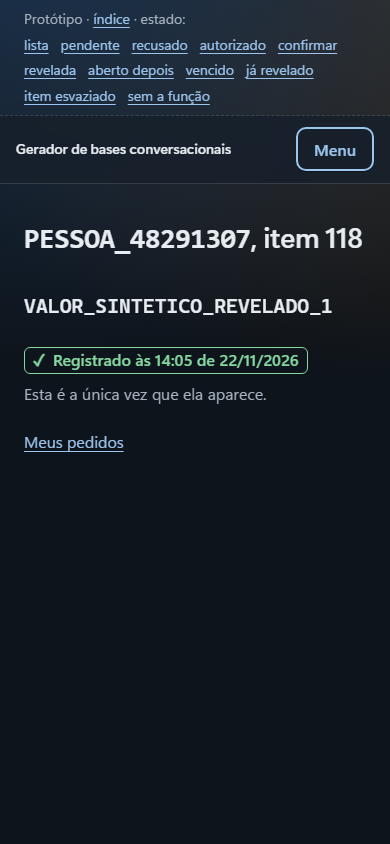 Protótipo · índice · estado:
lista pendente recusado autorizado confirmar
revelada aberto depois vencido já revelado
item esvaziado sem a função
Gerador de bases conversacionais
Menu
PESSOA_48291307, item 118
VALOR_SINTETICO_REVELADO_1
✓ Registrado às 14:05 de 22/11/2026
Esta é a única vez que ela aparece.
Meus pedidos